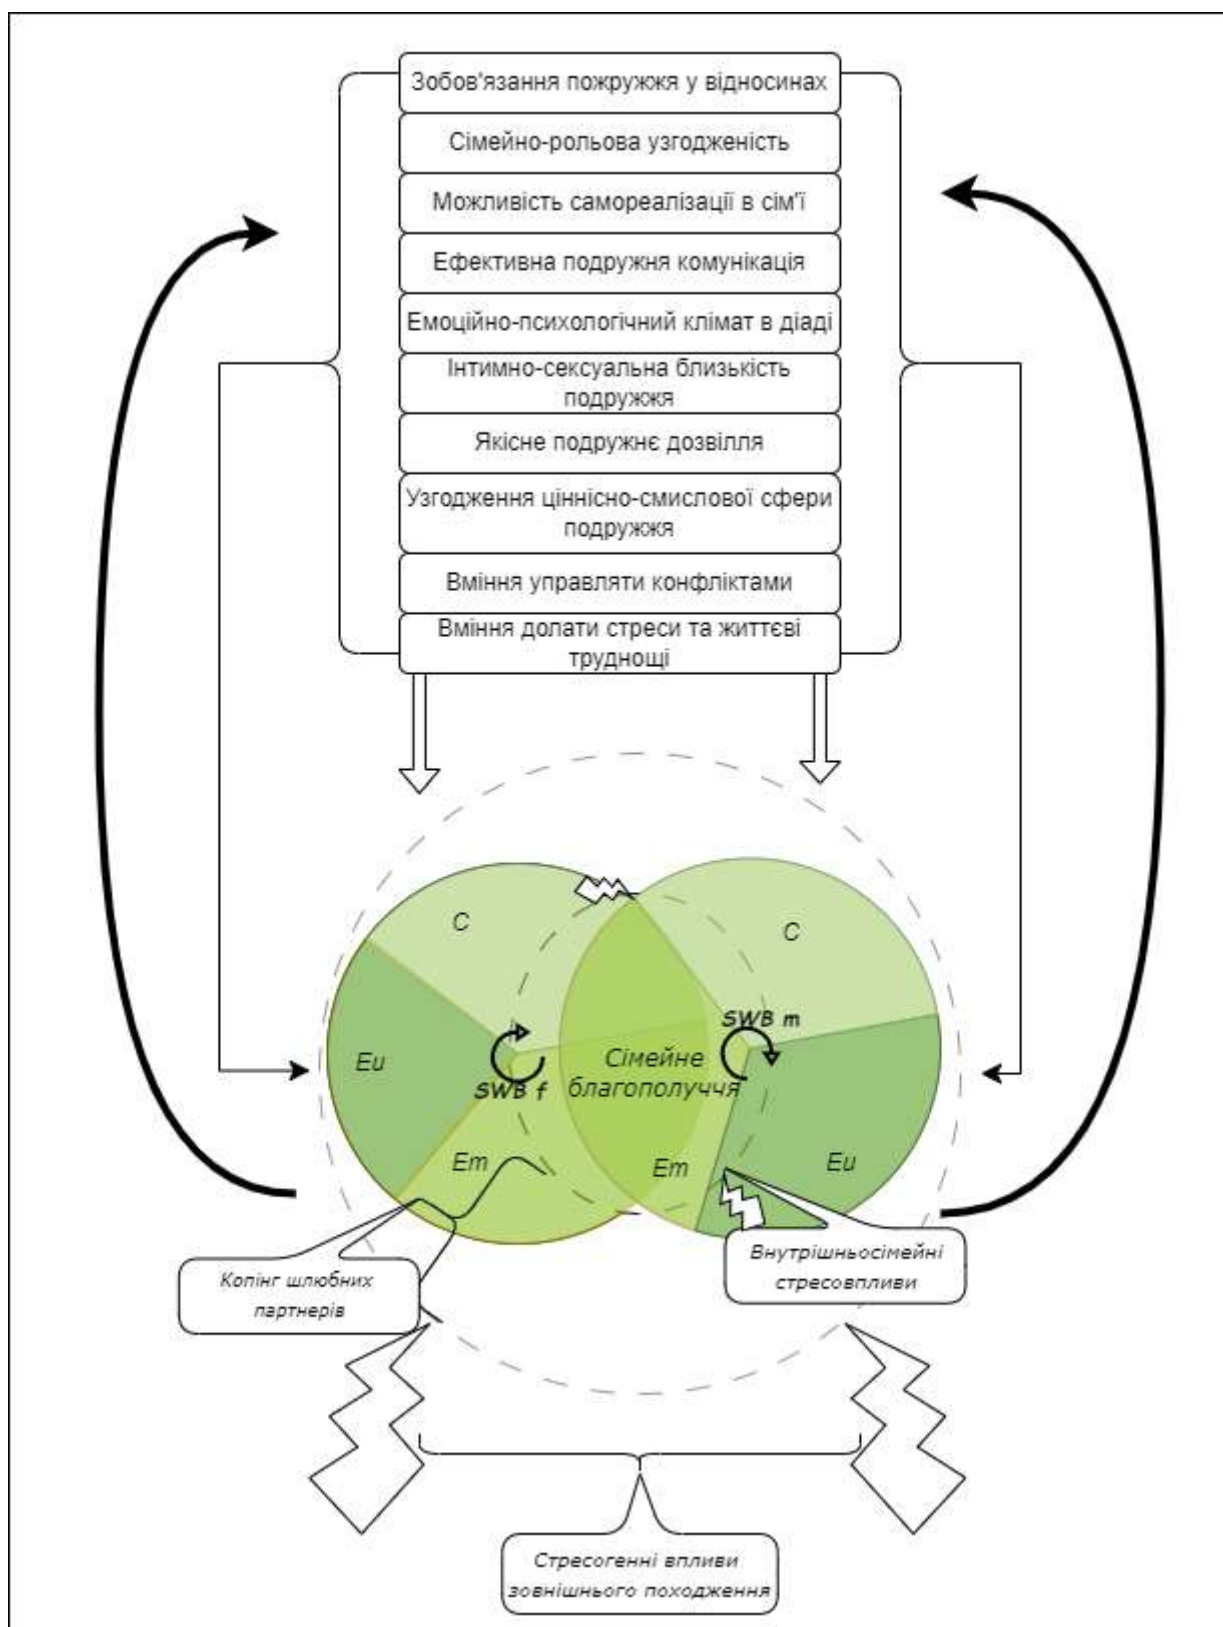 Зобов'язання пожружжя у відносинах
Сімейно-рольова узгодженість
Можливість самореалізації в сім'ї
Ефективна подружня комунікація
Емоційно-психологічний клімат в діаді
Інтимно-сексуальна близькість
подружжя
Якісне подружнє дозвілля
Узгодження ціннісно-смислової сфери
подружжя
Вміння управляти конфліктами
Вміння долати стреси та життєві
труднощі
C
C
SWB m
Eu
Сімейне
благополуччя
SWB f
Em
Em
Eu
Копінг шлюбних
партнерів
Внутрішньосімейні
стресовпливи
Стресогенні впливи
зовнішнього походження